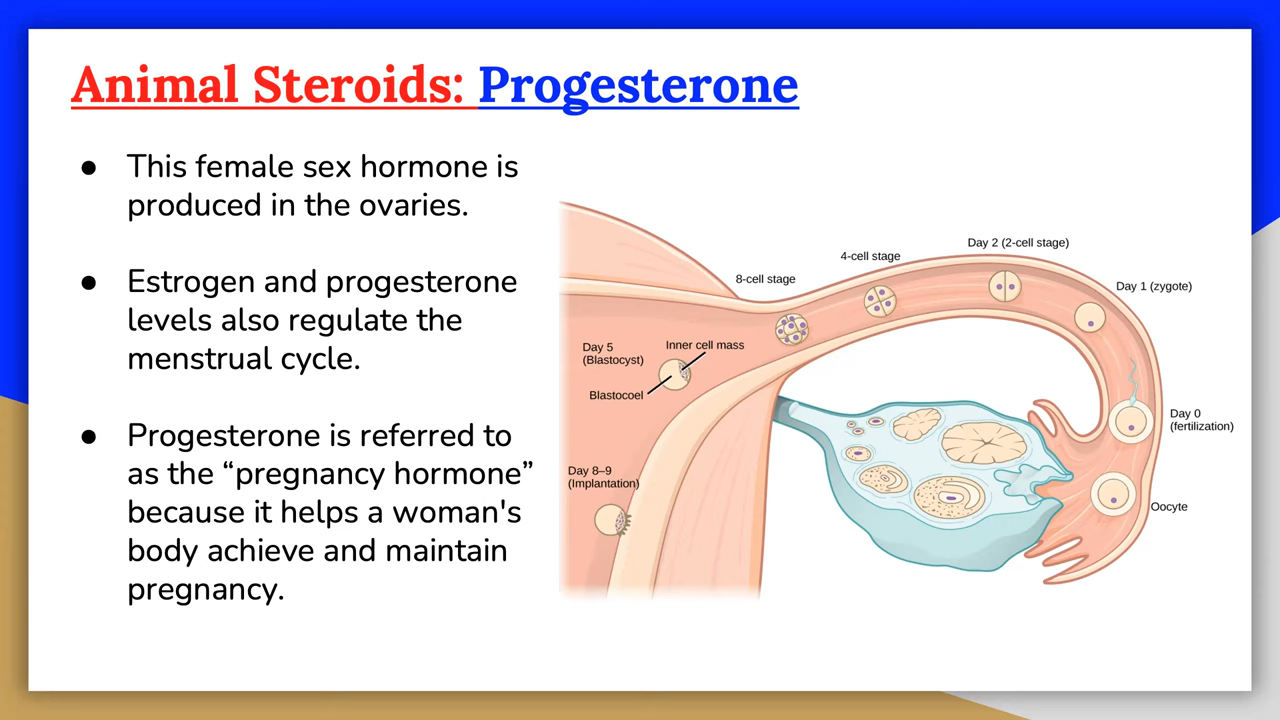 Animal Steroids: Progesterone
● This female sex hormone is
produced in the ovaries.
● Estrogen and progesterone
levels also regulate the
menstrual cycle.
● Progesterone is referred to
as the “pregnancy hormone”
because it helps a woman's
body achieve and maintain
pregnancy.
Day 2 (2-cell stage)
4-cell stage
8-cell stage
Day 1 (zygote)
Day 5
(Blastocyst)
Inner cell mass
Blastocoel
Day 0
(fertilization)
Day 8–9
(Implantation)
Oocyte